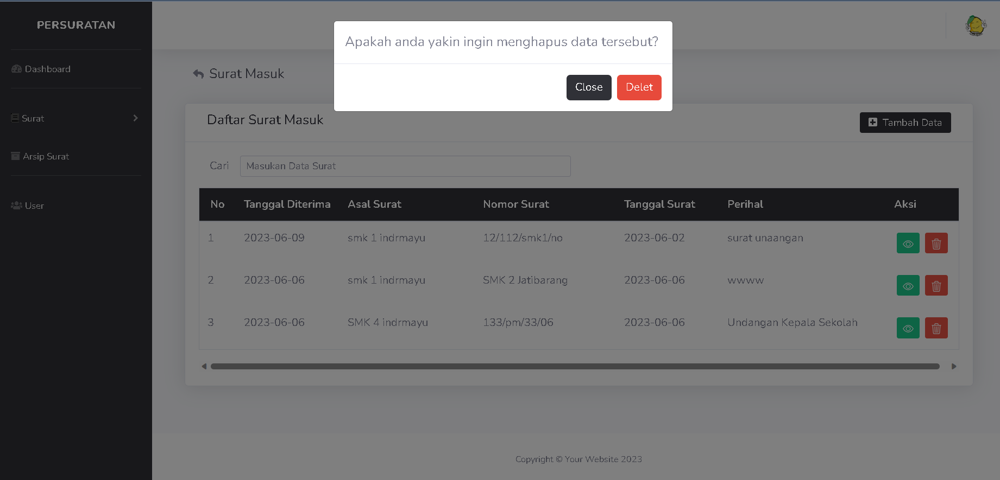 PERSURATAN
Dashboard
Surat
Arsip Surat
User
Apakah anda yakin ingin menghapus data tersebut?
Close Delet
Surat Masuk
Daftar Surat Masuk
Tambah Data
Cari Masukan Data Surat
No Tanggal Diterima Asal Surat Nomor Surat Tanggal Surat Perihal Aksi
1 2023-06-09 smk 1 indrmayu 12/112/smk1/no 2023-06-02 surat unaangan
2 2023-06-06 smk 1 indrmayu SMK 2 Jatibarang 2023-06-06 wwww
3 2023-06-06 SMK 4 indrmayu 133/pm/33/06 2023-06-06 Undangan Kepala Sekolah
Copyright © Your Website 2023